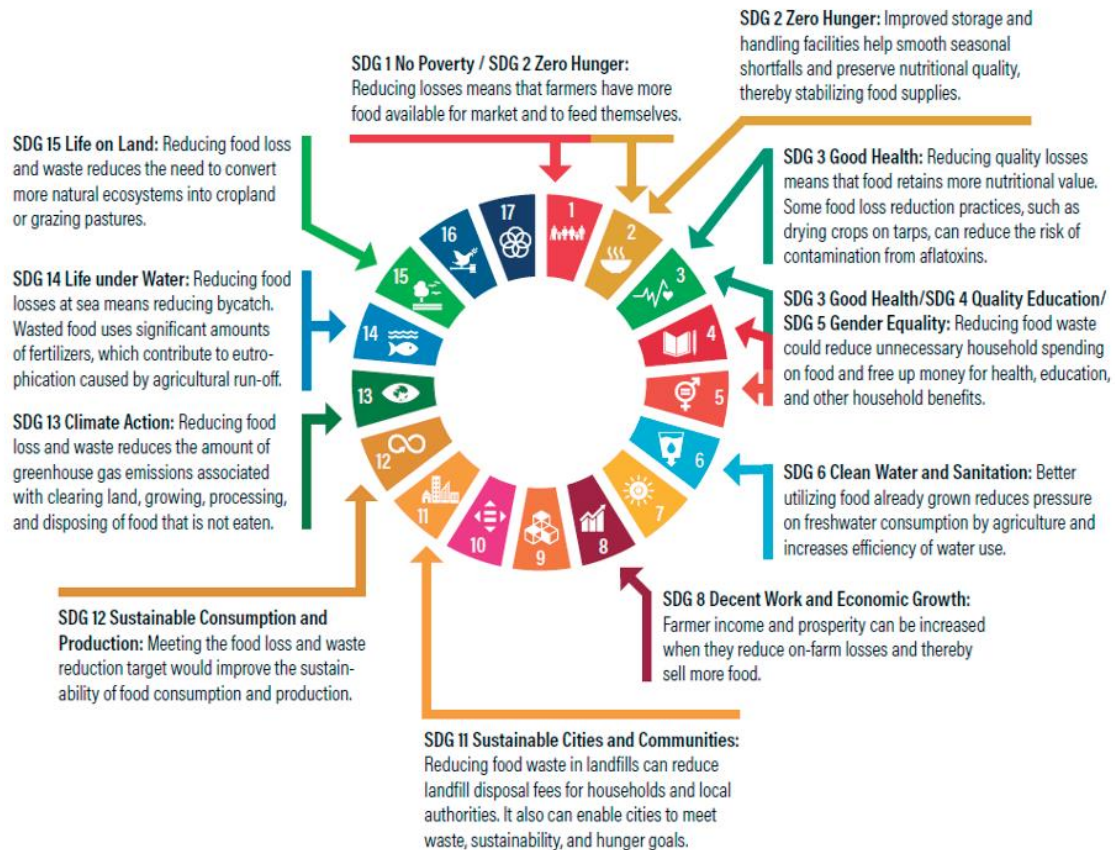 SDG 1 No Poverty / SDG 2 Zero Hunger:
Reducing losses means that farmers have more
food available for market and to feed themselves.
SDG 2 Zero Hunger: Improved storage and
handling facilities help smooth seasonal
shortfalls and preserve nutritional quality,
thereby stabilizing food supplies.
SDG 3 Good Health: Reducing quality losses
means that food retains more nutritional value.
Some food loss reduction practices, such as
drying crops on tarps, can reduce the risk of
contamination from aflatoxins.
SDG 3 Good Health/SDG 4 Quality Education/
SDG 5 Gender Equality: Reducing food waste
could reduce unnecessary household spending
on food and free up money for health, education,
and other household benefits.
SDG 6 Clean Water and Sanitation: Better
utilizing food already grown reduces pressure
on freshwater consumption by agriculture and
increases efficiency of water use.
SDG 8 Decent Work and Economic Growth:
Farmer income and prosperity can be increased
when they reduce on-farm losses and thereby
sell more food.
SDG 11 Sustainable Cities and Communities:
Reducing food waste in landfills can reduce
landfill disposal fees for households and local
authorities. It also can enable cities to meet
waste, sustainability, and hunger goals.
SDG 12 Sustainable Consumption and
Production: Meeting the food loss and waste
reduction target would improve the sustain-
ability of food consumption and production.
SDG 13 Climate Action: Reducing food
loss and waste reduces the amount of
greenhouse gas emissions associated
with clearing land, growing, processing,
and disposing of food that is not eaten.
SDG 14 Life under Water: Reducing food
losses at sea means reducing bycatch.
Wasted food uses significant amounts
of fertilizers, which contribute to eutro-
phication caused by agricultural run-off.
SDG 15 Life on Land: Reducing food loss
and waste reduces the need to convert
more natural ecosystems into cropland
or grazing pastures.
1
2
3
4
5
6
7
8
9
10
11
12
13
14
15
16
17